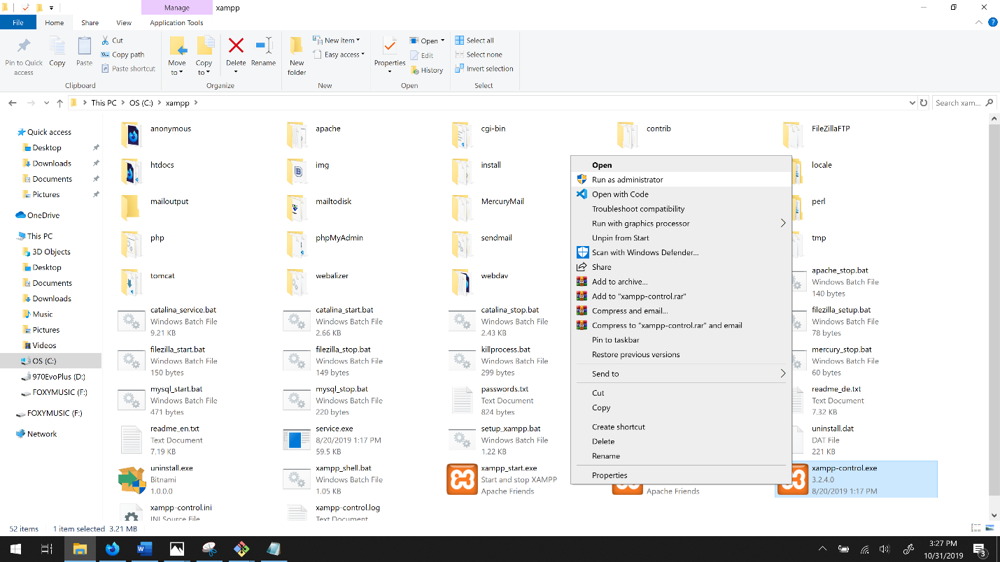 Manage
xampp
File
Home
Share
View
Application Tools
Pin to Quick access
Copy
Paste
Cut
Copy path
Paste shortcut
Clipboard
Move to
Copy to
Delete
Rename
Organize
New folder
New item
Easy access
New
Properties
Open
Edit
History
Open
Select all
Select none
Invert selection
Select
This PC
OS (C:)
xampp
Search xam...
Quick access
Desktop
Downloads
Documents
Pictures
OneDrive
This PC
3D Objects
Desktop
Documents
Downloads
Music
Pictures
Videos
OS (C:)
970EvoPlus (D:)
FOXYMUSIC (F:)
FOXYMUSIC (F:)
Network
anonymous
apache
cgi-bin
contrib
FileZillaFTP
htdocs
img
install
locale
mailoutput
mailtodisk
MercuryMail
perl
php
phpMyAdmin
sendmail
tmp
tomcat
webalizer
webdav
apache_stop.bat
Windows Batch File
140 bytes
catalina_service.bat
Windows Batch File
9.21 KB
catalina_start.bat
Windows Batch File
2.66 KB
catalina_stop.bat
Windows Batch File
2.43 KB
filezilla_setup.bat
Windows Batch File
78 bytes
filezilla_start.bat
Windows Batch File
150 bytes
filezilla_stop.bat
Windows Batch File
149 bytes
killprocess.bat
Windows Batch File
299 bytes
mercury_stop.bat
Windows Batch File
60 bytes
mysql_start.bat
Windows Batch File
471 bytes
mysql_stop.bat
Windows Batch File
220 bytes
passwords.txt
Text Document
824 bytes
readme_de.txt
Text Document
7.32 KB
readme_en.txt
Text Document
7.19 KB
service.exe
8/20/2019 1:17 PM
59.5 KB
setup_xampp.bat
Windows Batch File
1.22 KB
uninstall.dat
DAT File
221 KB
uninstall.exe
Bitnami
1.0.0.0
xampp_shell.bat
Windows Batch File
1.05 KB
xampp_start.exe
Start and stop XAMPP
Apache Friends
Apache Friends
xampp-control.exe
3.2.4.0
8/20/2019 1:17 PM
xampp-control.ini
INI Source File
xampp-control.log
Text Document
Open
Run as administrator
Open with Code
Troubleshoot compatibility
Run with graphics processor
Unpin from Start
Scan with Windows Defender...
Share
Add to archive...
Add to "xampp-control.rar"
Compress and email...
Compress to "xampp-control.rar" and email
Pin to taskbar
Restore previous versions
Send to
Cut
Copy
Create shortcut
Delete
Rename
Properties
52 items
1 item selected 3.21 MB
3:27 PM
10/31/2019
3